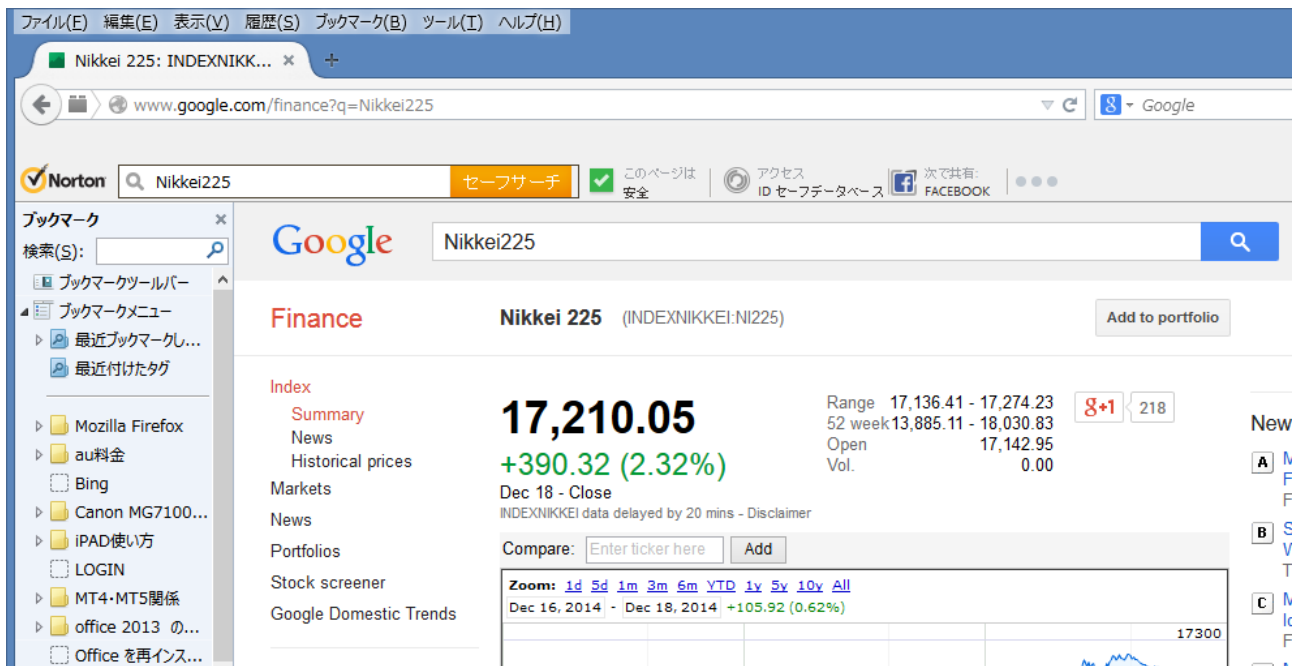 ファイル(F) 編集(E) 表示(V) 履歴(S) ブックマーク(B) ツール(T) ヘルプ(H)
Nikkei 225: INDEXNIKK... × +
www.google.com/finance?q=Nikkei225
8 Google
Norton Nikkei225 セーフサーチ
このページは
安全
アクセス
ID セーフデータベース
次で共有:
FACEBOOK
ブックマーク ×
検索(S):
ブックマークツールバー
ブックマークメニュー
最近ブックマークし...
最近付けたタグ
Mozilla Firefox
au料金
Bing
Canon MG7100...
iPAD使い方
LOGIN
MT4・MT5関係
office 2013 の...
Office を再インス...
Google Nikkei225
Finance
Nikkei 225 (INDEXNIKKEI:NI225)
Add to portfolio
Index
Summary
News
Historical prices
Markets
News
Portfolios
Stock screener
Google Domestic Trends
17,210.05
+390.32 (2.32%)
Dec 18 - Close
INDEXNIKKEI data delayed by 20 mins - Disclaimer
Range 17,136.41 - 17,274.23
52 week 13,885.11 - 18,030.83
Open 17,142.95
Vol. 0.00
g+1 218
Compare: Enter ticker here Add
Zoom: 1d 5d 1m 3m 6m YTD 1y 5y 10y All
Dec 16, 2014 - Dec 18, 2014 +105.92 (0.62%)
17300
New
A
B
C